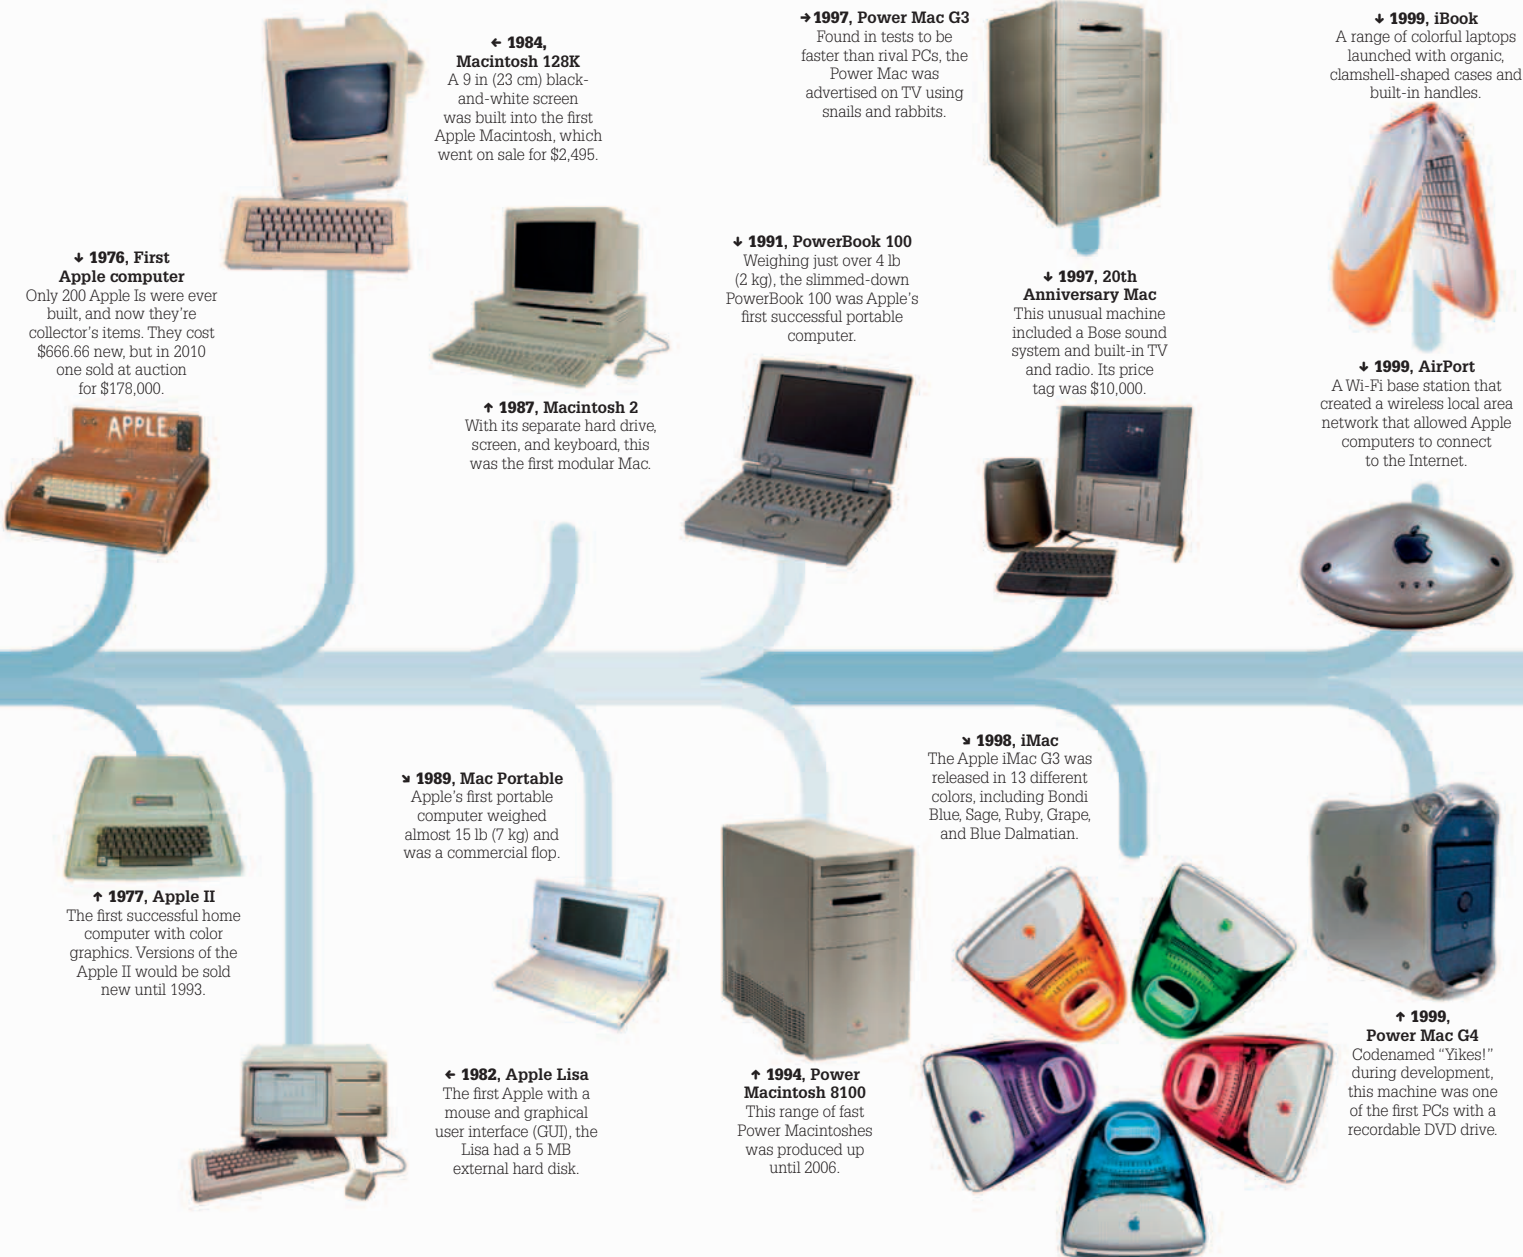 ↓ 1976, First
Apple computer
Only 200 Apple Is were ever
built, and now they’re
collector’s items. They cost
$666.66 new, but in 2010
one sold at auction
for $178,000.
APPLE
← 1984,
Macintosh 128K
A 9 in (23 cm) black-
and-white screen
was built into the first
Apple Macintosh, which
went on sale for $2,495.
↑ 1987, Macintosh 2
With its separate hard drive,
screen, and keyboard, this
was the first modular Mac.
↓ 1991, PowerBook 100
Weighing just over 4 lb
(2 kg), the slimmed-down
PowerBook 100 was Apple’s
first successful portable
computer.
→ 1997, Power Mac G3
Found in tests to be
faster than rival PCs, the
Power Mac was
advertised on TV using
snails and rabbits.
↓ 1997, 20th
Anniversary Mac
This unusual machine
included a Bose sound
system and built-in TV
and radio. Its price
tag was $10,000.
↓ 1999, iBook
A range of colorful laptops
launched with organic,
clamshell-shaped cases and
built-in handles.
↓ 1999, AirPort
A Wi-Fi base station that
created a wireless local area
network that allowed Apple
computers to connect
to the Internet.
↑ 1977, Apple II
The first successful home
computer with color
graphics. Versions of the
Apple II would be sold
new until 1993.
← 1982, Apple Lisa
The first Apple with a
mouse and graphical
user interface (GUI), the
Lisa had a 5 MB
external hard disk.
↘ 1989, Mac Portable
Apple’s first portable
computer weighed
almost 15 lb (7 kg) and
was a commercial flop.
↑ 1994, Power
Macintosh 8100
This range of fast
Power Macintoshes
was produced up
until 2006.
↘ 1998, iMac
The Apple iMac G3 was
released in 13 different
colors, including Bondi
Blue, Sage, Ruby, Grape,
and Blue Dalmatian.
↑ 1999,
Power Mac G4
Codenamed “Yikes!”
during development,
this machine was one
of the first PCs with a
recordable DVD drive.